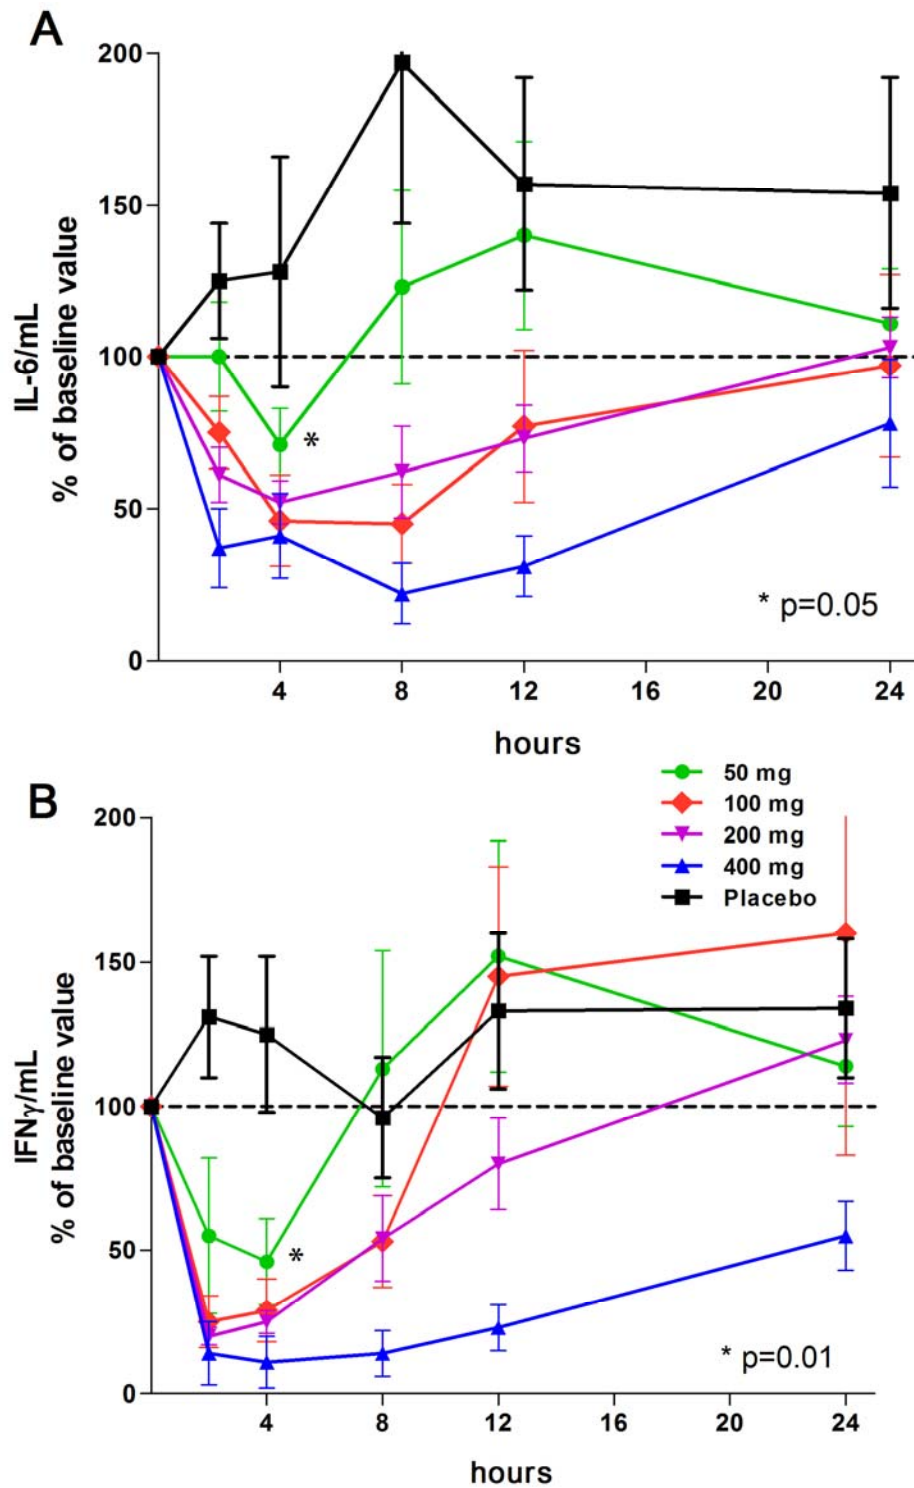 A
200
150
100
50
0
IL-6/mL
% of baseline value
*
* p=0.05
4 8 12 16 20 24
hours
B
50 mg
100 mg
200 mg
400 mg
Placebo
200
150
100
50
0
IFNγ/mL
% of baseline value
*
* p=0.01
4 8 12 16 20 24
hours